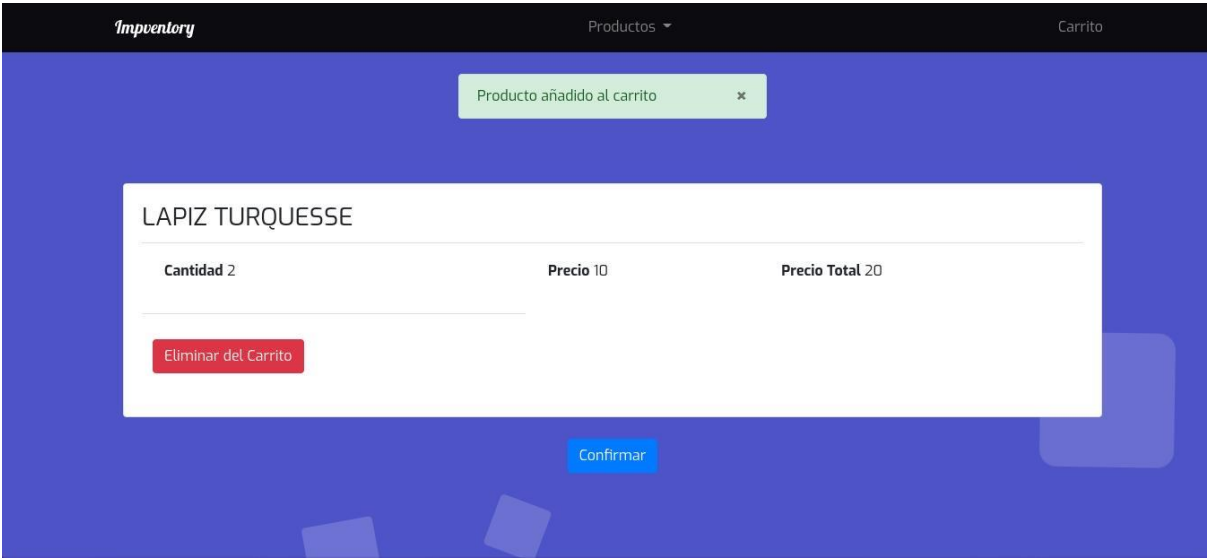 Impventory Productos Carrito
Producto añadido al carrito ×
LAPIZ TURQUESSE
Cantidad 2 Precio 10 Precio Total 20
Eliminar del Carrito
Confirmar